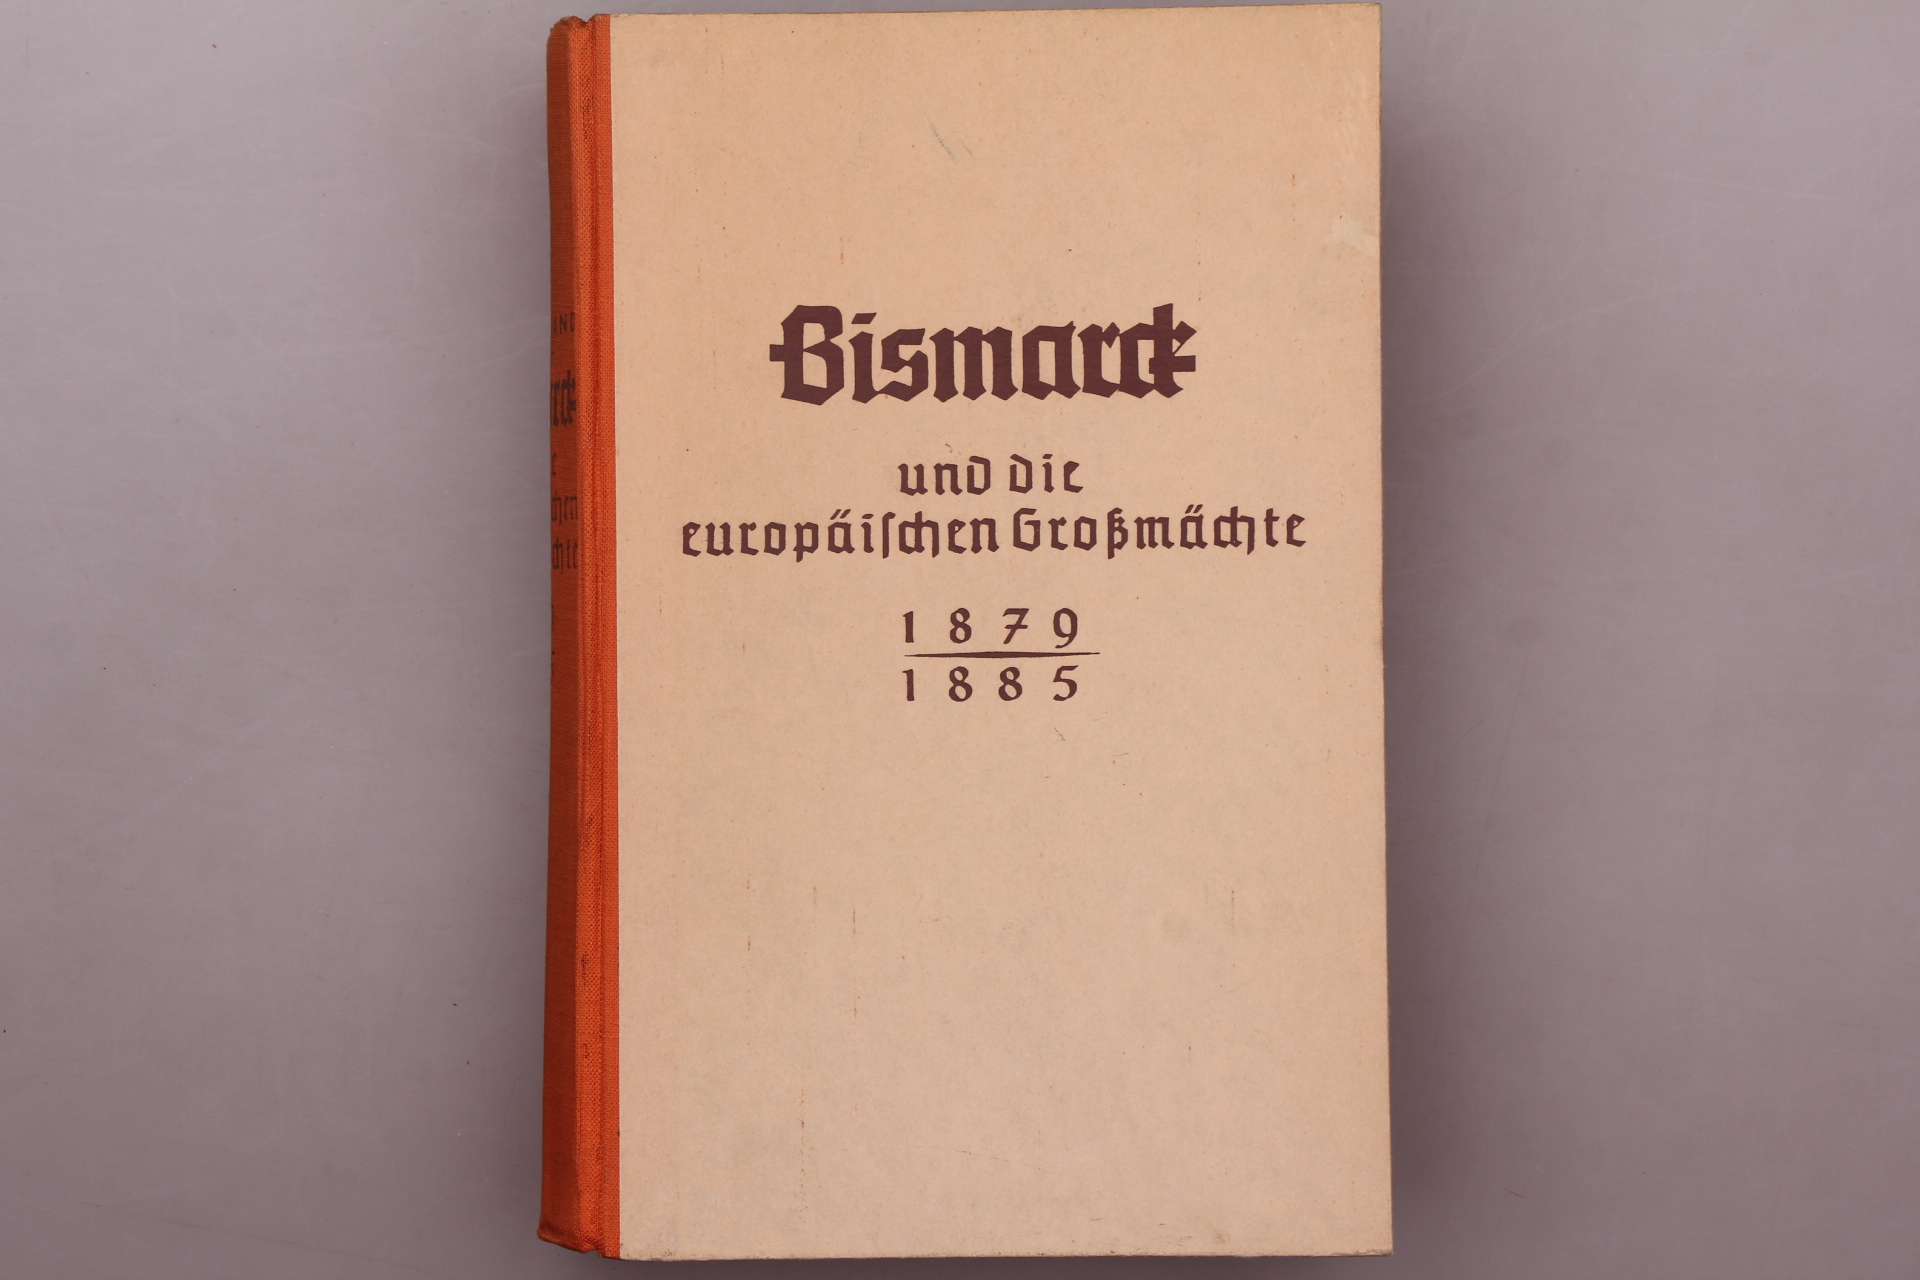 Bismarck
und die
europäiſchen Großmächte
1879
1885